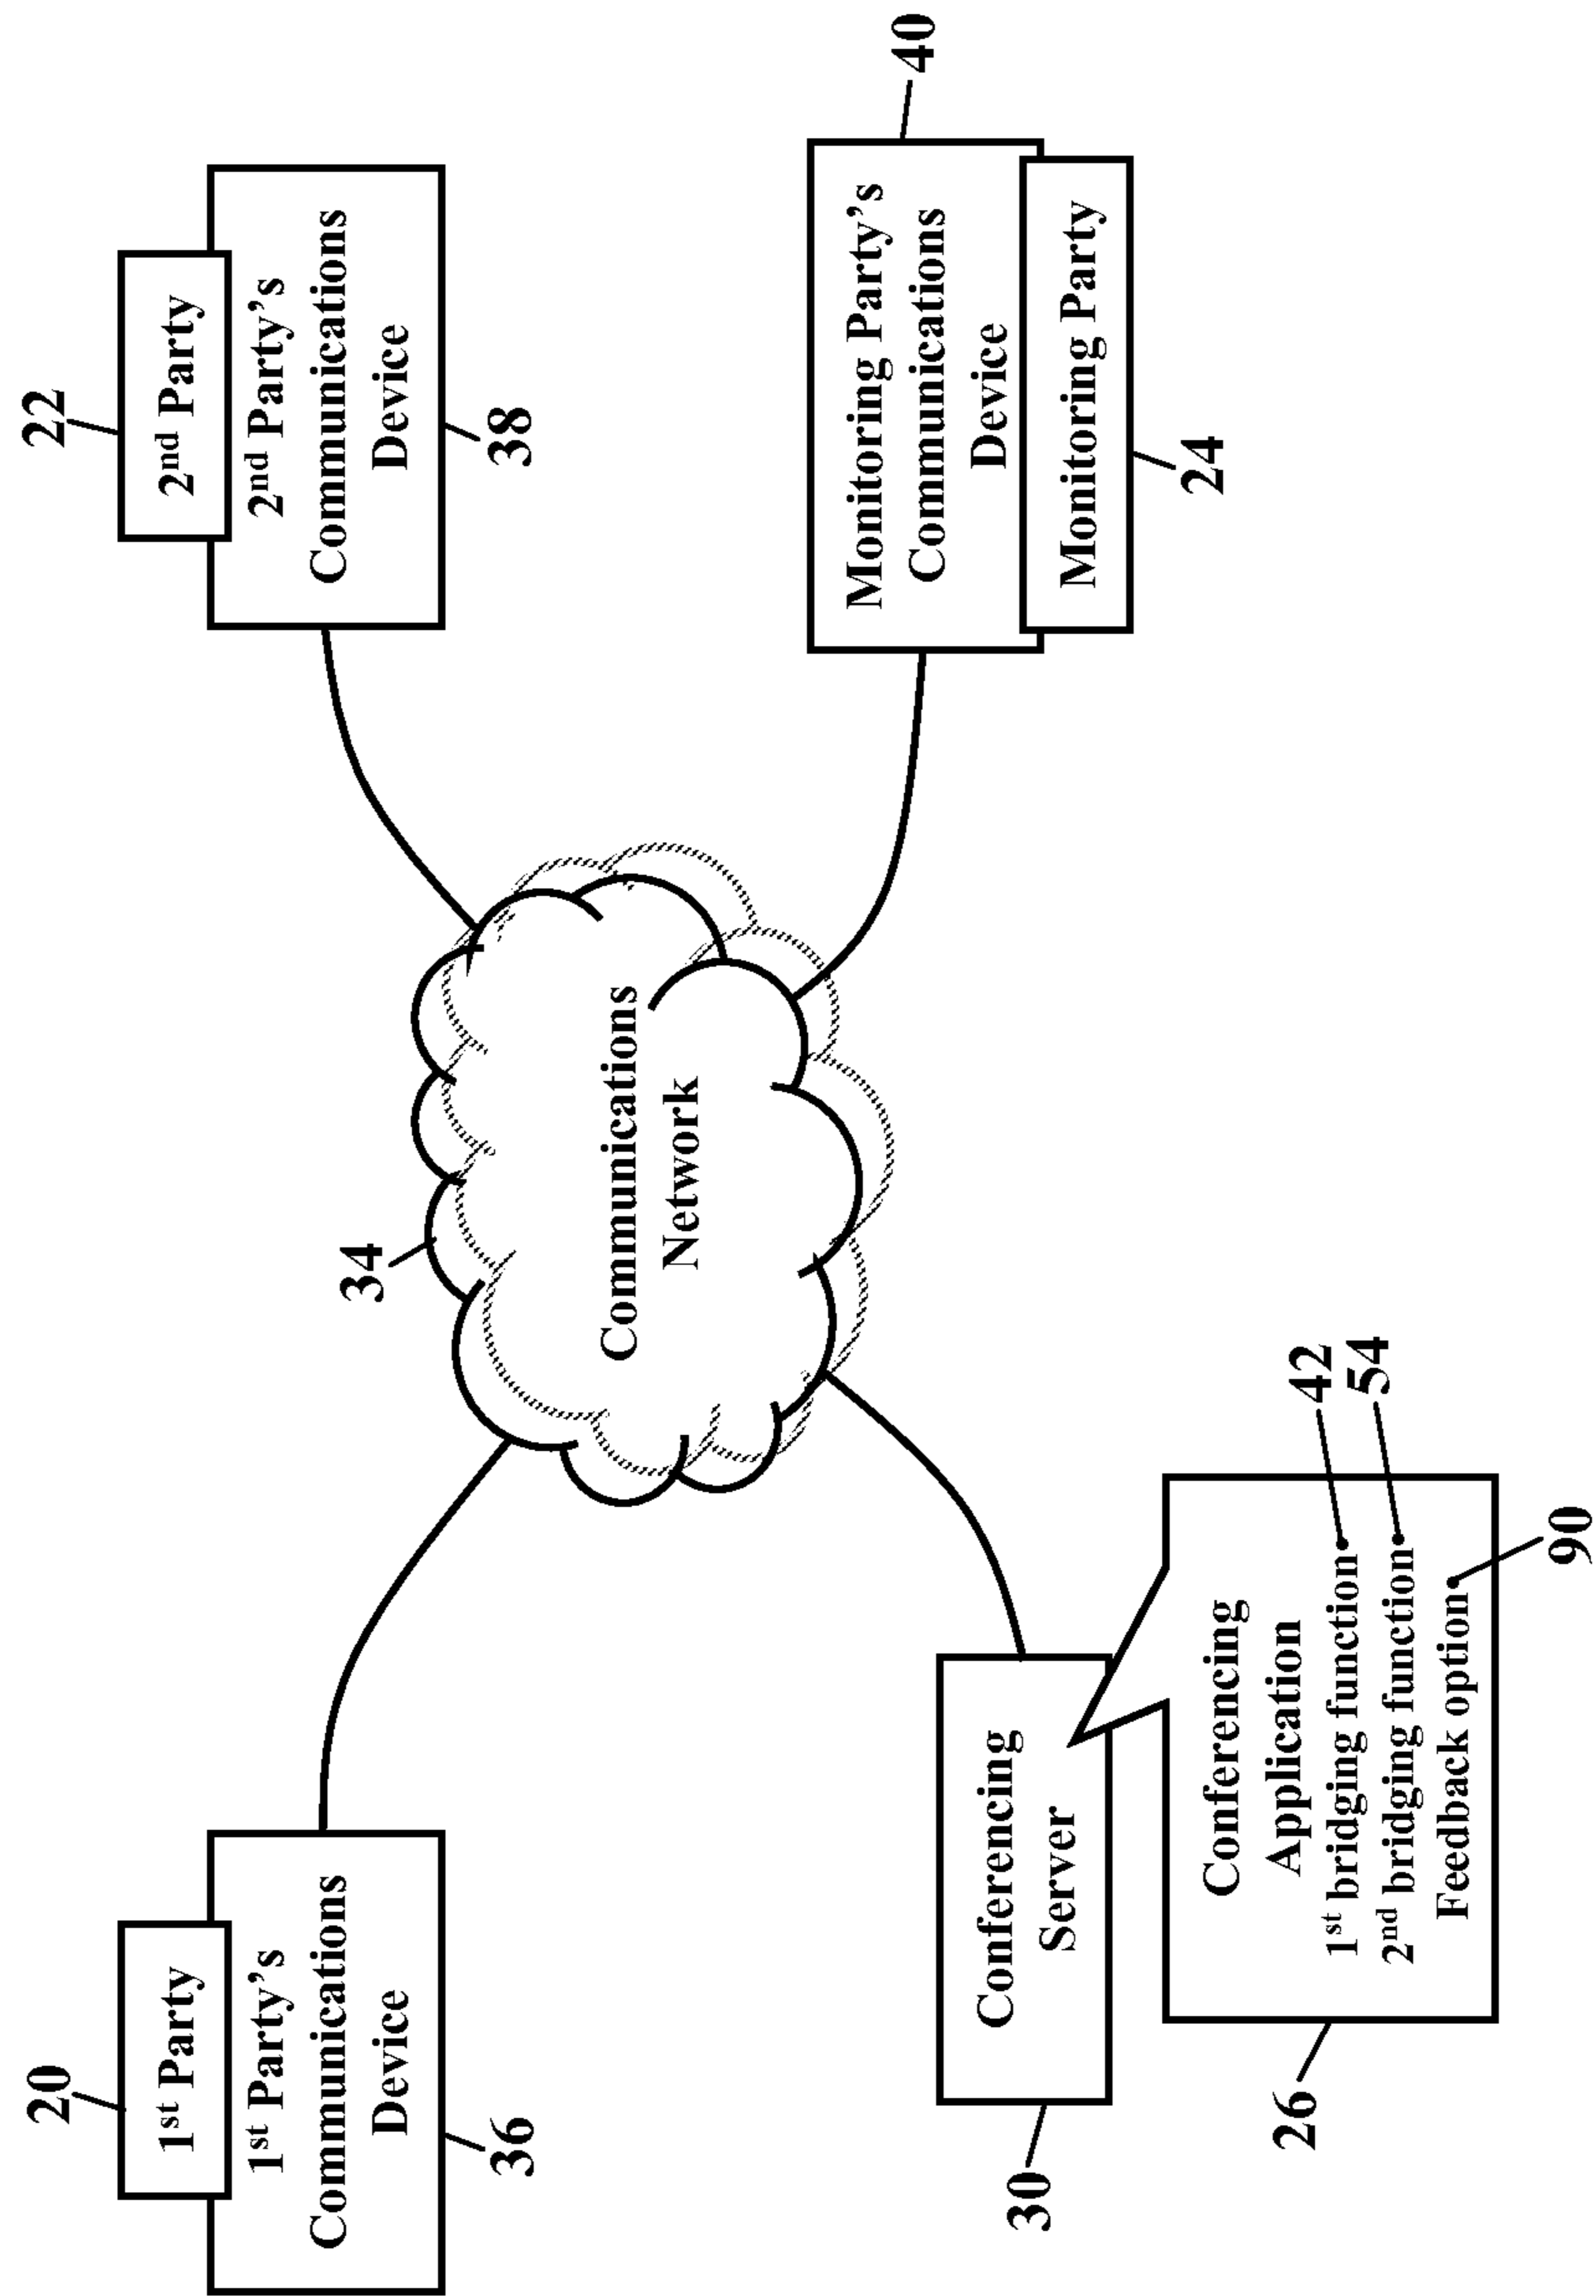 20
1st Party
1st Party's
Communications
Device
36
22
2nd Party
2nd Party's
Communications
Device
38
34
Communications
Network
30
Conferencing
Server
26
Conferencing
Application
1st bridging function
42
2nd bridging function
54
Feedback option
90
40
Monitoring Party's
Communications
Device
Monitoring Party
24